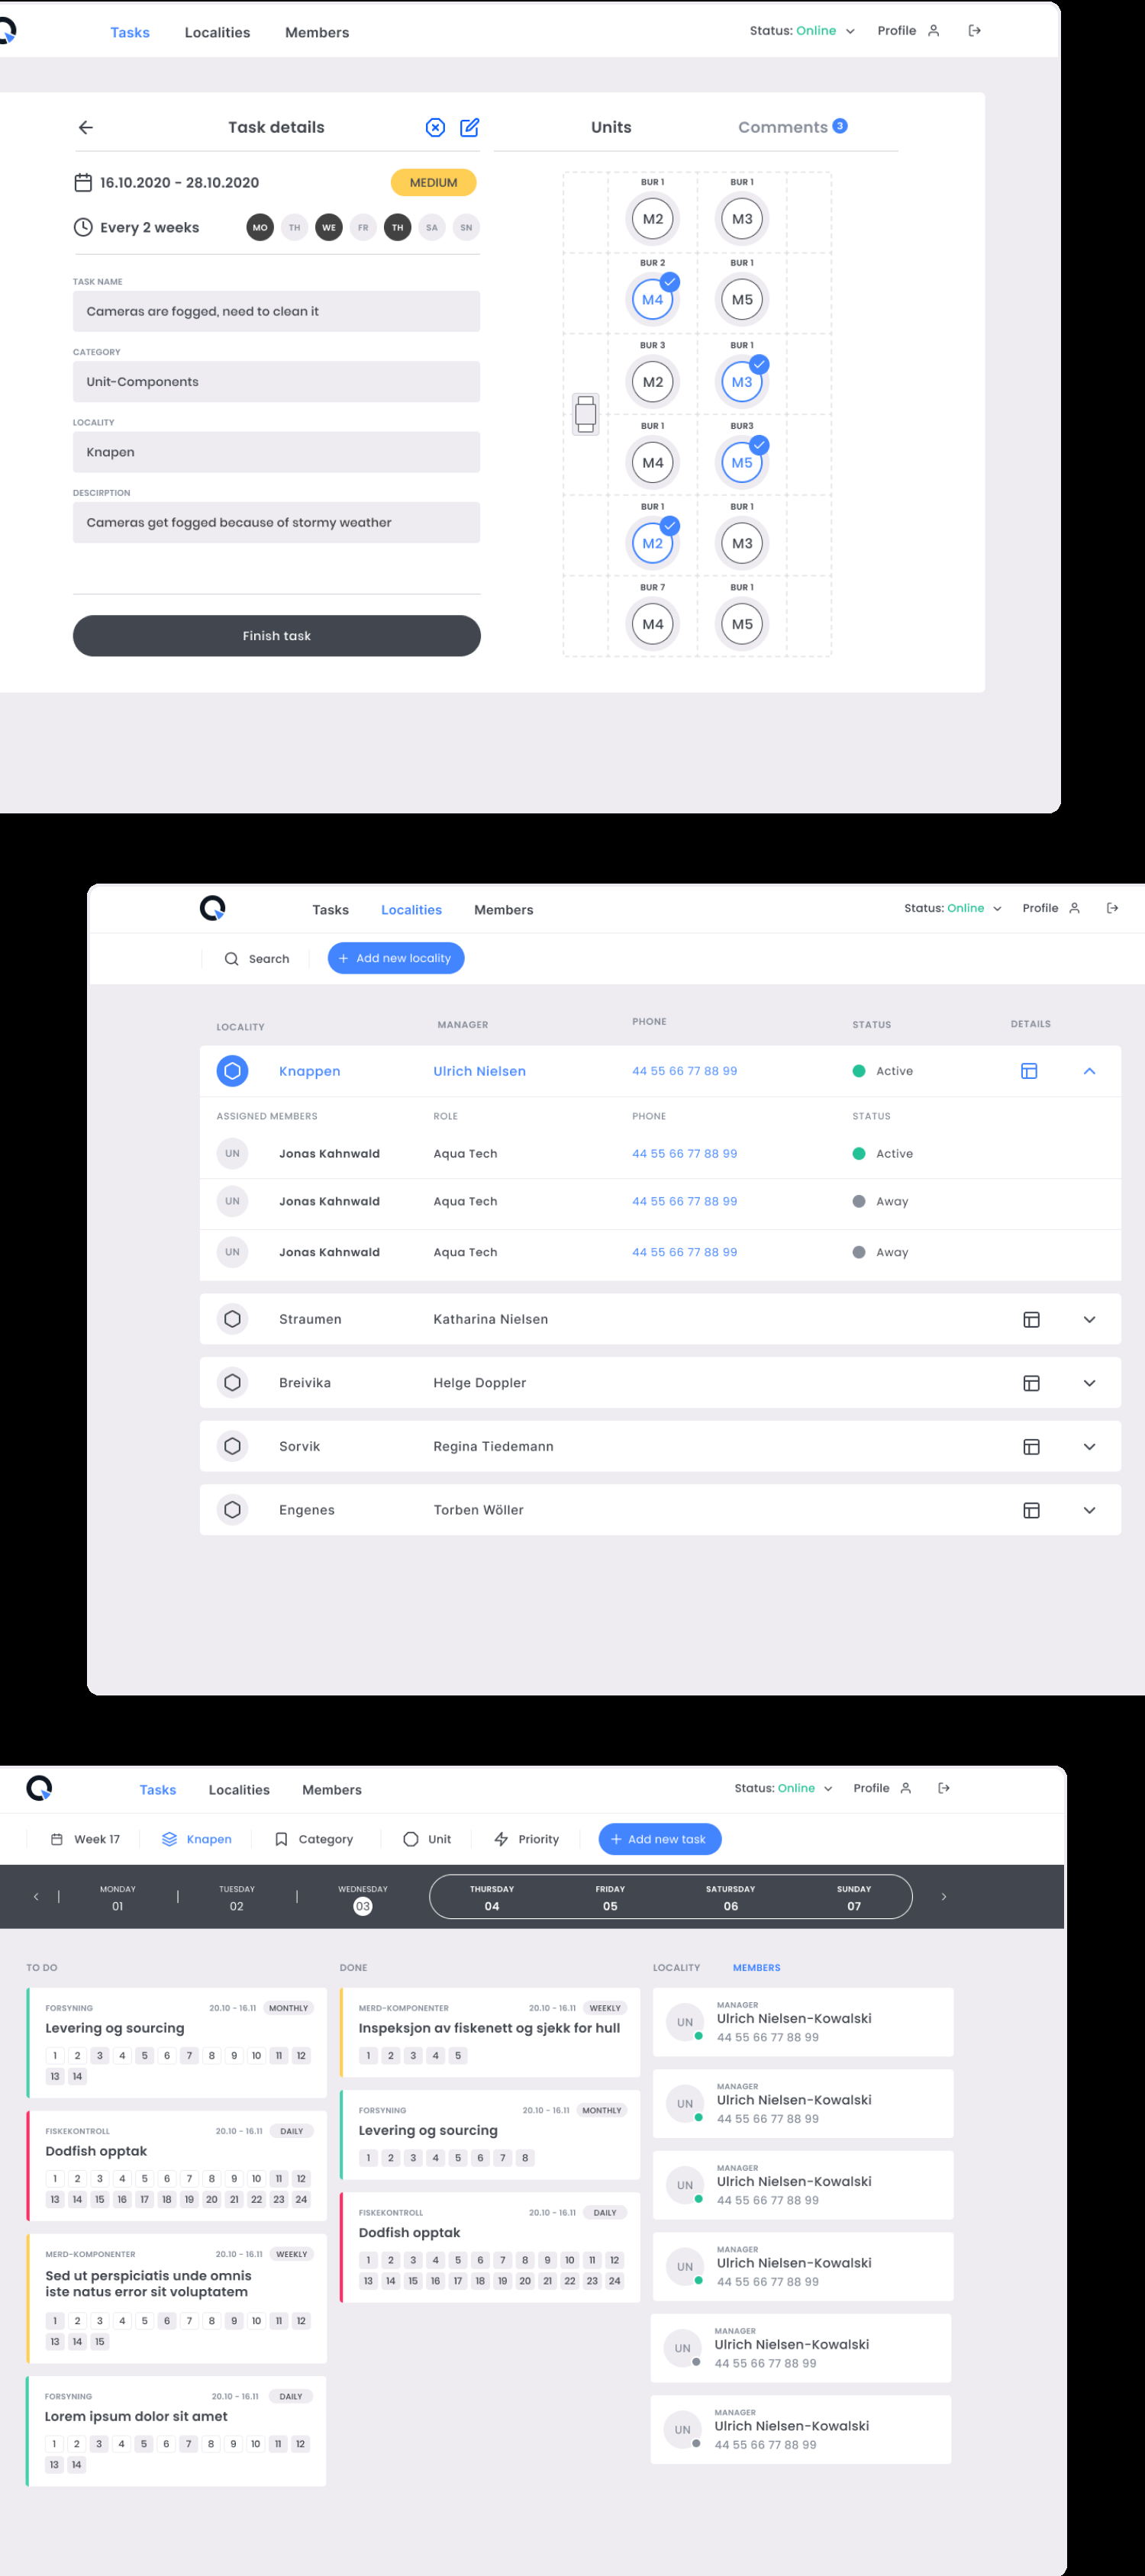 Tasks Localities Members Status: Online Profile
Task details
16.10.2020 - 28.10.2020 MEDIUM
Every 2 weeks MO TH WE FR TH SA SN
TASK NAME
Cameras are fogged, need to clean it
CATEGORY
Unit-Components
LOCALITY
Knapen
DESCIRPTION
Cameras get fogged because of stormy weather
Finish task
Units Comments 3
BUR 1 BUR 1
M2 M3
BUR 2 BUR 1
M4 M5
BUR 3 BUR 1
M2 M3
BUR 1 BUR3
M4 M5
BUR 1 BUR 1
M2 M3
BUR 7 BUR 1
M4 M5
Tasks Localities Members Status: Online Profile
Search + Add new locality
LOCALITY MANAGER PHONE STATUS DETAILS
Knappen Ulrich Nielsen 44 55 66 77 88 99 Active
ASSIGNED MEMBERS ROLE PHONE STATUS
UN Jonas Kahnwald Aqua Tech 44 55 66 77 88 99 Active
UN Jonas Kahnwald Aqua Tech 44 55 66 77 88 99 Away
UN Jonas Kahnwald Aqua Tech 44 55 66 77 88 99 Away
Straumen Katharina Nielsen
Breivika Helge Doppler
Sorvik Regina Tiedemann
Engenes Torben Wöller
Tasks Localities Members Status: Online Profile
Week 17 Knapen Category Unit Priority + Add new task
MONDAY TUESDAY WEDNESDAY THURSDAY FRIDAY SATURSDAY SUNDAY
01 02 03 04 05 06 07
TO DO
FORSYNING 20.10 - 16.11 MONTHLY
Levering og sourcing
1 2 3 4 5 6 7 8 9 10 11 12
13 14
FISKEKONTROLL 20.10 - 16.11 DAILY
Dodfish opptak
1 2 3 4 5 6 7 8 9 10 11 12
13 14 15 16 17 18 19 20 21 22 23 24
MERD-KOMPONENTER 20.10 - 16.11 WEEKLY
Sed ut perspiciatis unde omnis
iste natus error sit voluptatem
1 2 3 4 5 6 7 8 9 10 11 12
13 14 15
FORSYNING 20.10 - 16.11 DAILY
Lorem ipsum dolor sit amet
1 2 3 4 5 6 7 8 9 10 11 12
13 14
DONE
MERD-KOMPONENTER 20.10 - 16.11 WEEKLY
Inspeksjon av fiskenett og sjekk for hull
1 2 3 4 5
FORSYNING 20.10 - 16.11 MONTHLY
Levering og sourcing
1 2 3 4 5 6 7 8
FISKEKONTROLL 20.10 - 16.11 DAILY
Dodfish opptak
1 2 3 4 5 6 7 8 9 10 11 12
13 14 15 16 17 18 19 20 21 22 23 24
LOCALITY MEMBERS
MANAGER
UN Ulrich Nielsen-Kowalski
44 55 66 77 88 99
MANAGER
UN Ulrich Nielsen-Kowalski
44 55 66 77 88 99
MANAGER
UN Ulrich Nielsen-Kowalski
44 55 66 77 88 99
MANAGER
UN Ulrich Nielsen-Kowalski
44 55 66 77 88 99
MANAGER
UN Ulrich Nielsen-Kowalski
44 55 66 77 88 99
MANAGER
UN Ulrich Nielsen-Kowalski
44 55 66 77 88 99